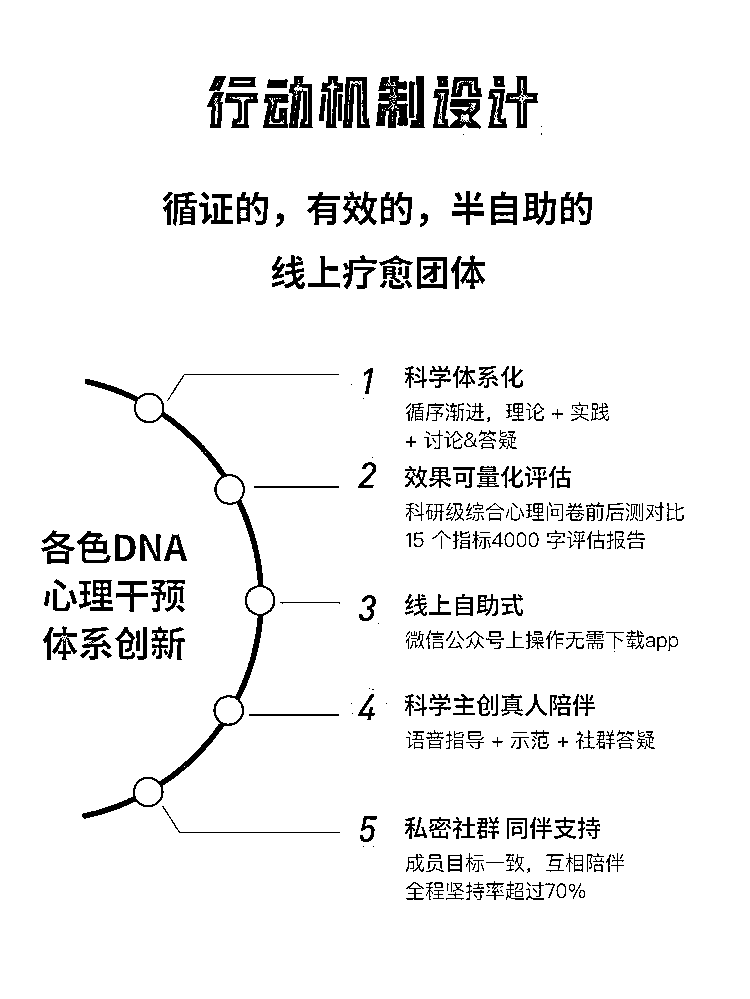 行动机制设计
循证的，有效的，半自助的
线上疗愈团体
各色DNA
心理干预
体系创新
1 科学体系化
循序渐进，理论 + 实践
+ 讨论&答疑
2 效果可量化评估
科研级综合心理问卷前后测对比
15 个指标4000 字评估报告
3 线上自助式
微信公众号上操作无需下载app
4 科学主创真人陪伴
语音指导 + 示范 + 社群答疑
5 私密社群 同伴支持
成员目标一致，互相陪伴
全程坚持率超过70%